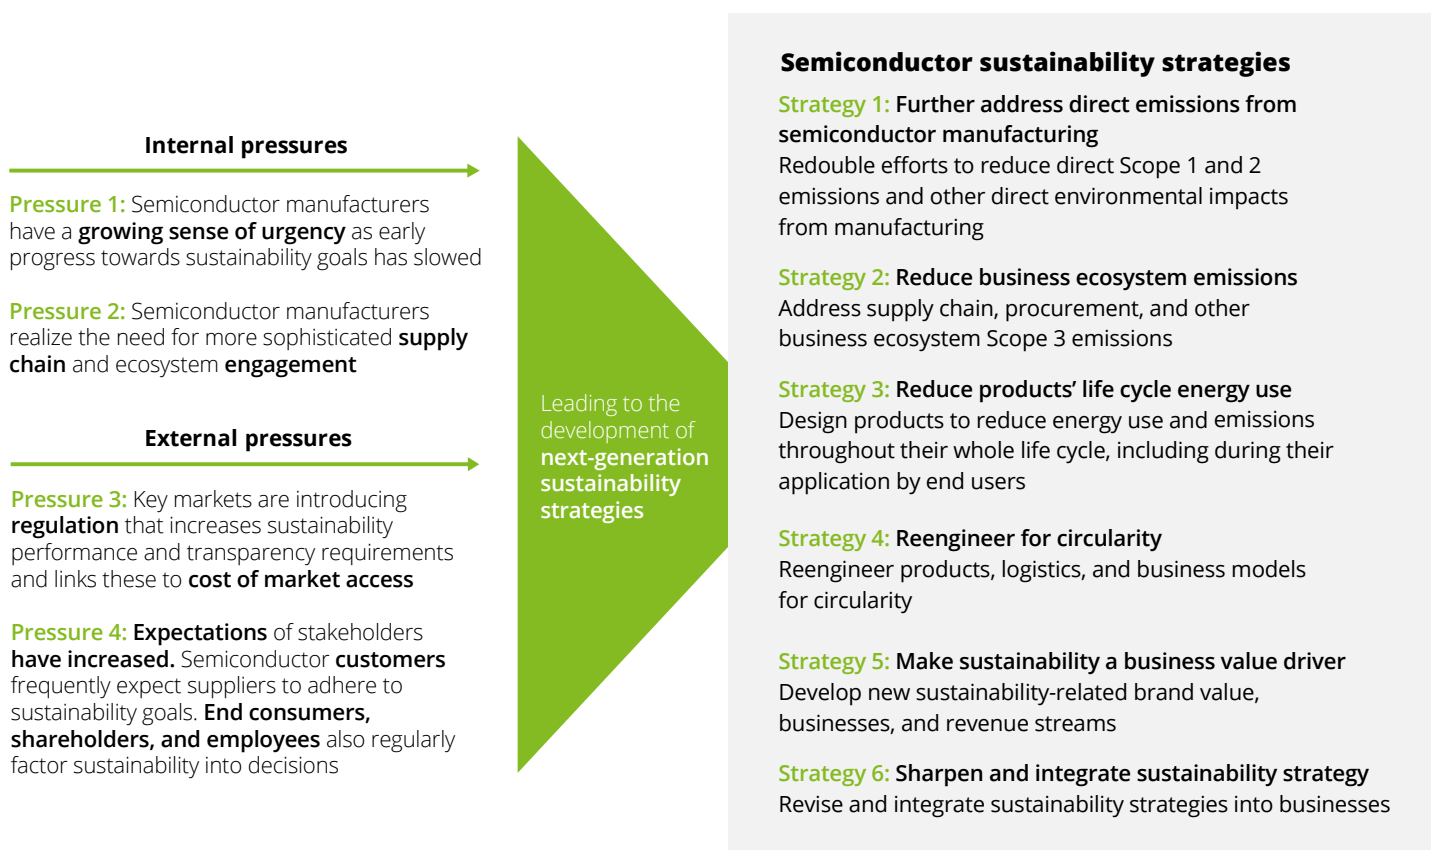 Internal pressures
Pressure 1: Semiconductor manufacturers
have a growing sense of urgency as early
progress towards sustainability goals has slowed
Pressure 2: Semiconductor manufacturers
realize the need for more sophisticated supply
chain and ecosystem engagement
External pressures
Pressure 3: Key markets are introducing
regulation that increases sustainability
performance and transparency requirements
and links these to cost of market access
Pressure 4: Expectations of stakeholders
have increased. Semiconductor customers
frequently expect suppliers to adhere to
sustainability goals. End consumers,
shareholders, and employees also regularly
factor sustainability into decisions
Leading to the
development of
next-generation
sustainability
strategies
Semiconductor sustainability strategies
Strategy 1: Further address direct emissions from
semiconductor manufacturing
Redouble efforts to reduce direct Scope 1 and 2
emissions and other direct environmental impacts
from manufacturing
Strategy 2: Reduce business ecosystem emissions
Address supply chain, procurement, and other
business ecosystem Scope 3 emissions
Strategy 3: Reduce products’ life cycle energy use
Design products to reduce energy use and emissions
throughout their whole life cycle, including during their
application by end users
Strategy 4: Reengineer for circularity
Reengineer products, logistics, and business models
for circularity
Strategy 5: Make sustainability a business value driver
Develop new sustainability-related brand value,
businesses, and revenue streams
Strategy 6: Sharpen and integrate sustainability strategy
Revise and integrate sustainability strategies into businesses